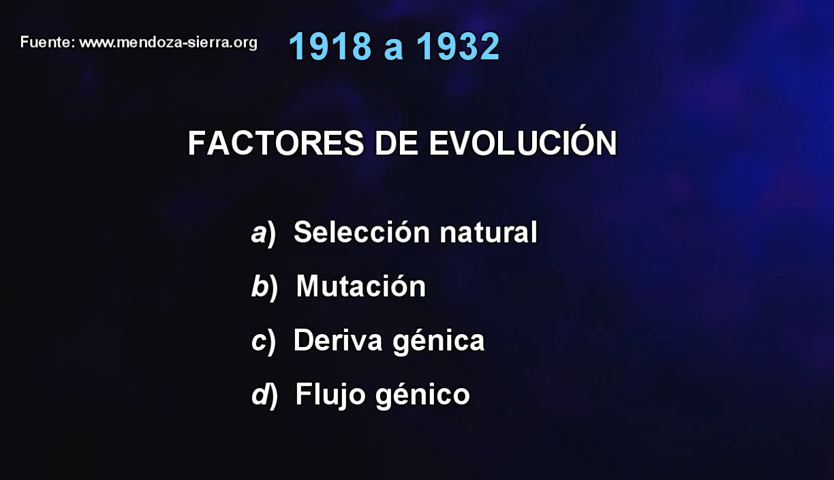 Fuente: www.mendoza-sierra.org
1918 a 1932
FACTORES DE EVOLUCIÓN
a) Selección natural
b) Mutación
c) Deriva génica
d) Flujo génico